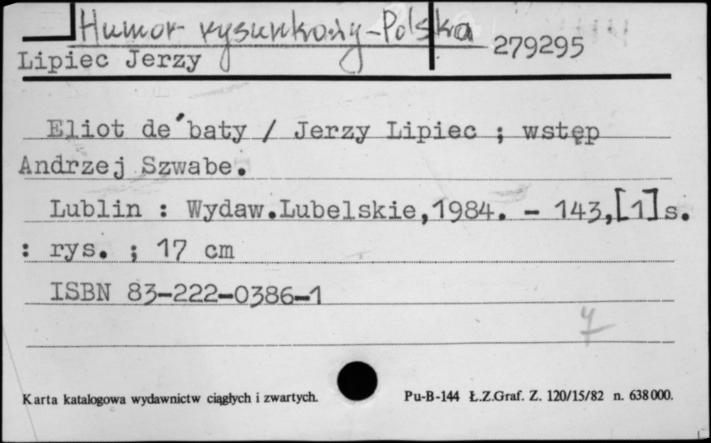 Humor rysunkowy-Polska
279295
Lipiec Jerzy
Eliot de´baty / Jerzy Lipiec ; wstęp
Andrzej Szwabe.
Lublin : Wydaw.Lubelskie,1984. - 143,[1]s.
: rys. ; 17 cm
ISBN 83-222-0386-1
Karta katalogowa wydawnictw ciągłych i zwartych. Pu-B-144 Ł.Z.Graf. Z. 120/15/82 n. 638000.